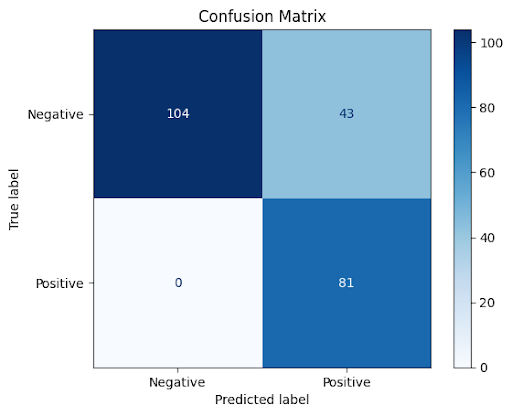 Confusion Matrix
Negative 104 43
Positive 0 81
Negative Positive
Predicted label
True label
100
80
60
40
20
0